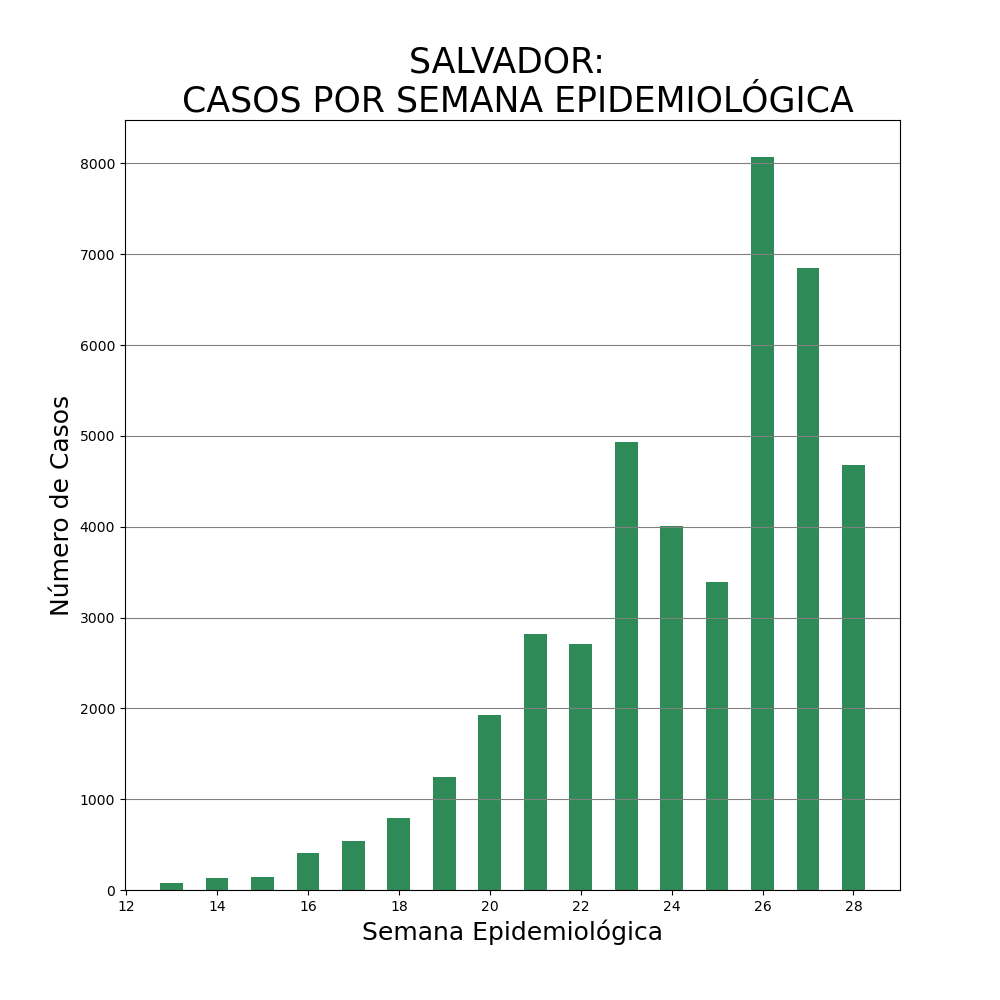 SALVADOR:
CASOS POR SEMANA EPIDEMIOLÓGICA
8000
7000
6000
5000
4000
3000
2000
1000
0
Número de Casos
12 14 16 18 20 22 24 26 28
Semana Epidemiológica